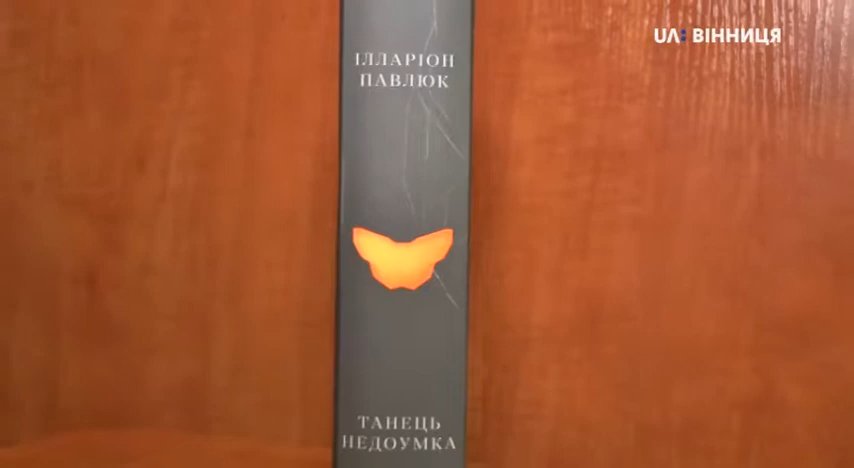 UA: ВІННИЦЯ
ІЛЛАРІОН
ПАВЛЮК
ТАНЕЦЬ
НЕДОУМКА